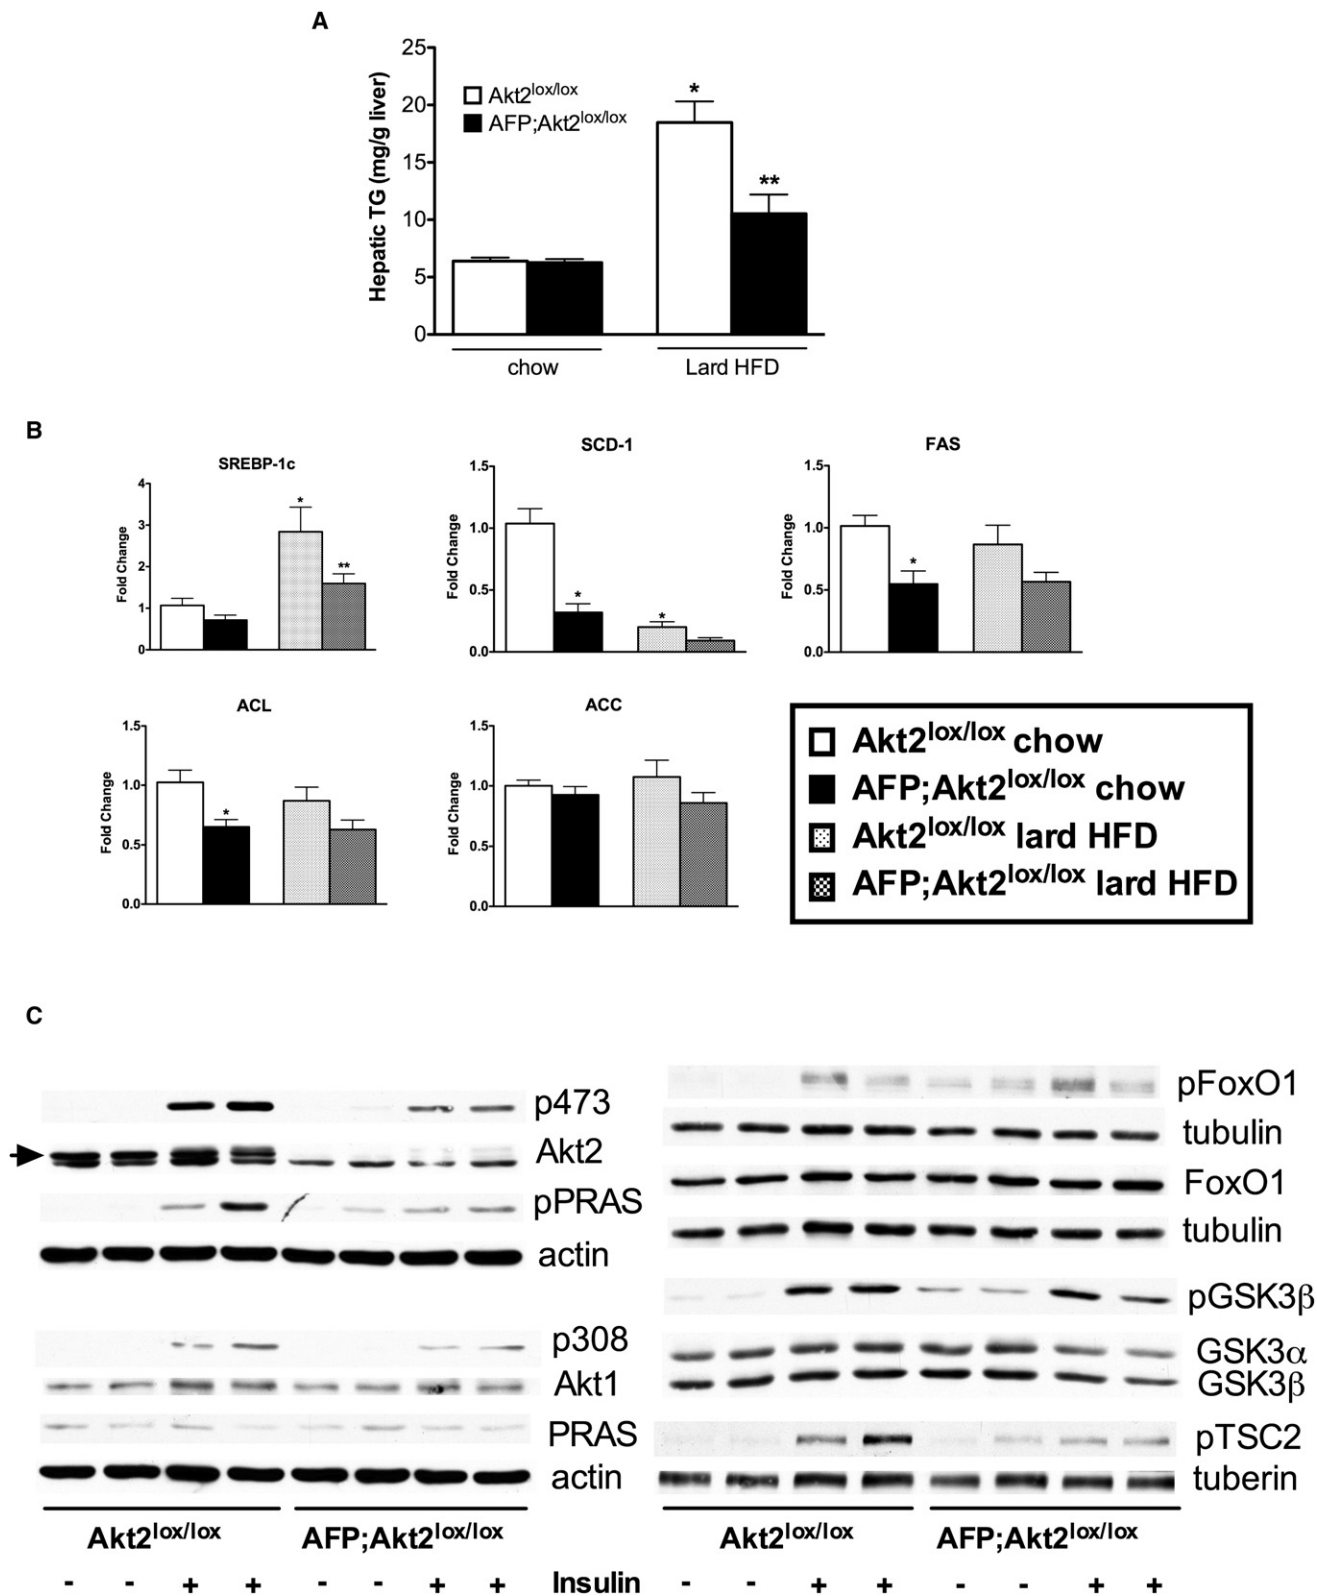 A
Hepatic TG (mg/g liver)
25
20
15
10
5
0
Akt2lox/lox
AFP;Akt2lox/lox
*
**
chow
Lard HFD
B
SREBP-1c
Fold Change
4
3
2
1
0
*
**
SCD-1
Fold Change
1.5
1.0
0.5
0.0
*
*
FAS
Fold Change
1.5
1.0
0.5
0.0
*
ACL
Fold Change
1.5
1.0
0.5
0.0
*
ACC
Fold Change
1.5
1.0
0.5
0.0
Akt2lox/lox chow
AFP;Akt2lox/lox chow
Akt2lox/lox lard HFD
AFP;Akt2lox/lox lard HFD
C
p473
Akt2
pPRAS
actin
p308
Akt1
PRAS
actin
Akt2lox/lox AFP;Akt2lox/lox
- - + + - - + + Insulin
pFoxO1
tubulin
FoxO1
tubulin
pGSK3β
GSK3α
GSK3β
pTSC2
tuberin
Akt2lox/lox AFP;Akt2lox/lox
- - + + - - + +